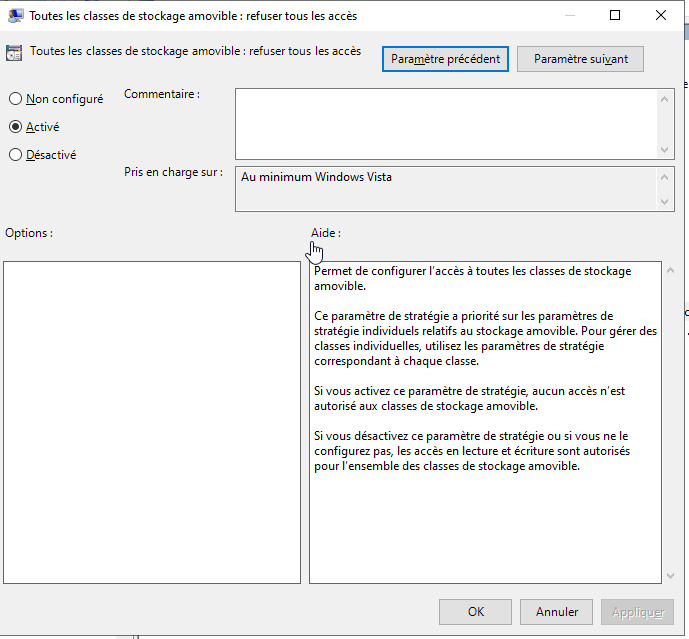 Toutes les classes de stockage amovible : refuser tous les accès
Toutes les classes de stockage amovible : refuser tous les accès
Paramètre précédent
Paramètre suivant
Non configuré
Commentaire :
Activé
Désactivé
Pris en charge sur :
Au minimum Windows Vista
Options :
Aide :
Permet de configurer l’accès à toutes les classes de stockage
amovible.
Ce paramètre de stratégie a priorité sur les paramètres de
stratégie individuels relatifs au stockage amovible. Pour gérer des
classes individuelles, utilisez les paramètres de stratégie
correspondant à chaque classe.
Si vous activez ce paramètre de stratégie, aucun accès n’est
autorisé aux classes de stockage amovible.
Si vous désactivez ce paramètre de stratégie ou si vous ne le
configurez pas, les accès en lecture et écriture sont autorisés
pour l’ensemble des classes de stockage amovible.
OK
Annuler
Appliquer